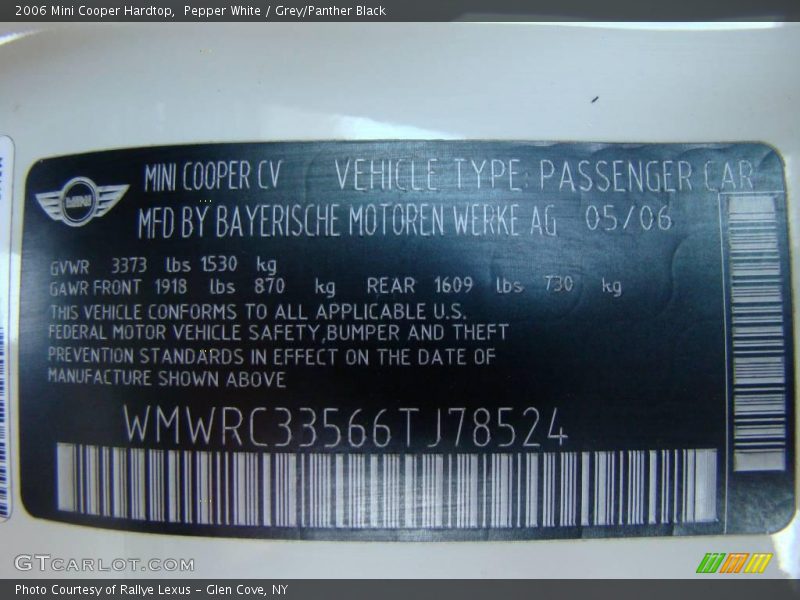 2006 Mini Cooper Hardtop,  Pepper White / Grey/Panther Black
MINI COOPER CV VEHICLE TYPE: PASSENGER CAR
MINI
MFD BY BAYERISCHE MOTOREN WERKE AG 05/06
GVWR 3373 lbs 1530 kg
GAWR FRONT 1918 lbs 870 kg REAR 1609 lbs 730 kg
THIS VEHICLE CONFORMS TO ALL APPLICABLE U.S.
FEDERAL MOTOR VEHICLE SAFETY,BUMPER AND THEFT
PREVENTION STANDARDS IN EFFECT ON THE DATE OF
MANUFACTURE SHOWN ABOVE
WMWRC33566TJ78524
GTCARLOT.COM
Photo Courtesy of Rallye Lexus – Glen Cove, NY